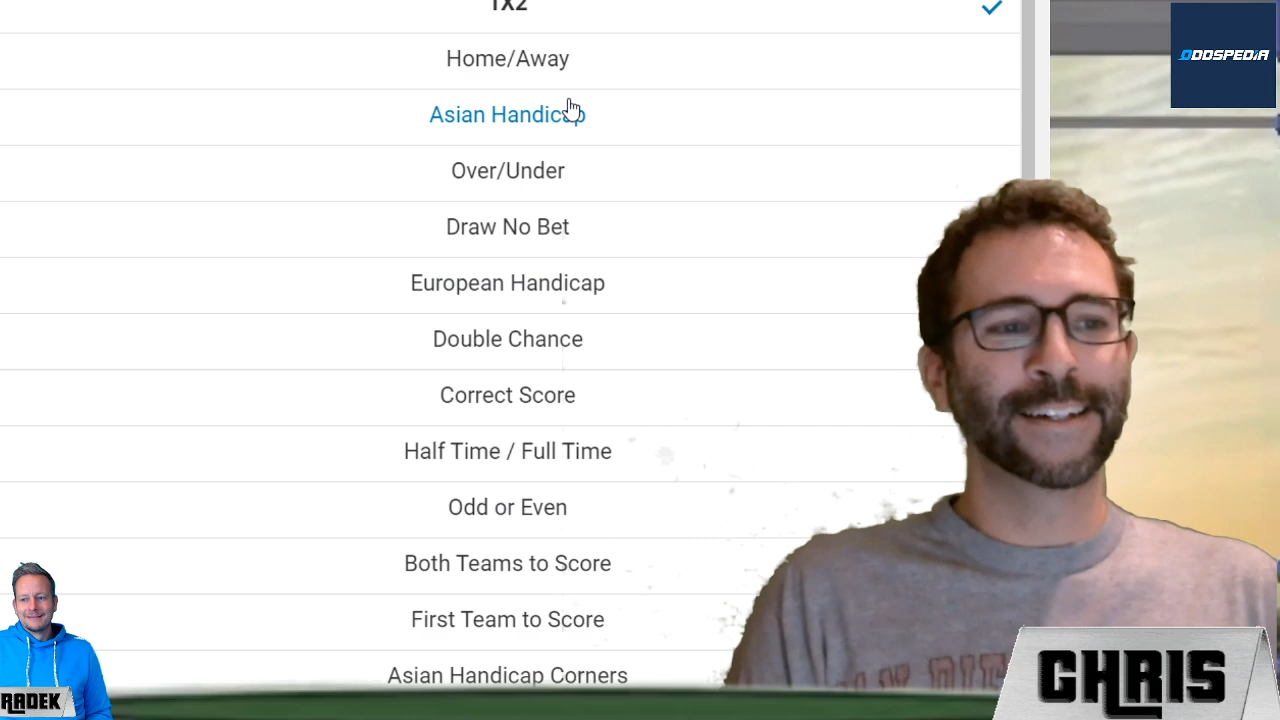 1X2
Home/Away
Asian Handicap
Over/Under
Draw No Bet
European Handicap
Double Chance
Correct Score
Half Time / Full Time
Odd or Even
Both Teams to Score
First Team to Score
Asian Handicap Corners
ODDSPEDIA
RADEK
CHRIS